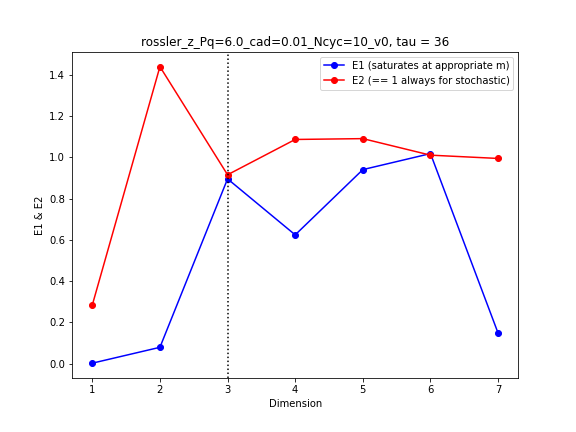 rossler_z_Pq=6.0_cad=0.01_Ncyc=10_v0, tau = 36
E1 (saturates at appropriate m)
E2 (== 1 always for stochastic)
1.4
1.2
1.0
0.8
0.6
0.4
0.2
0.0
E1 & E2
1 2 3 4 5 6 7
Dimension